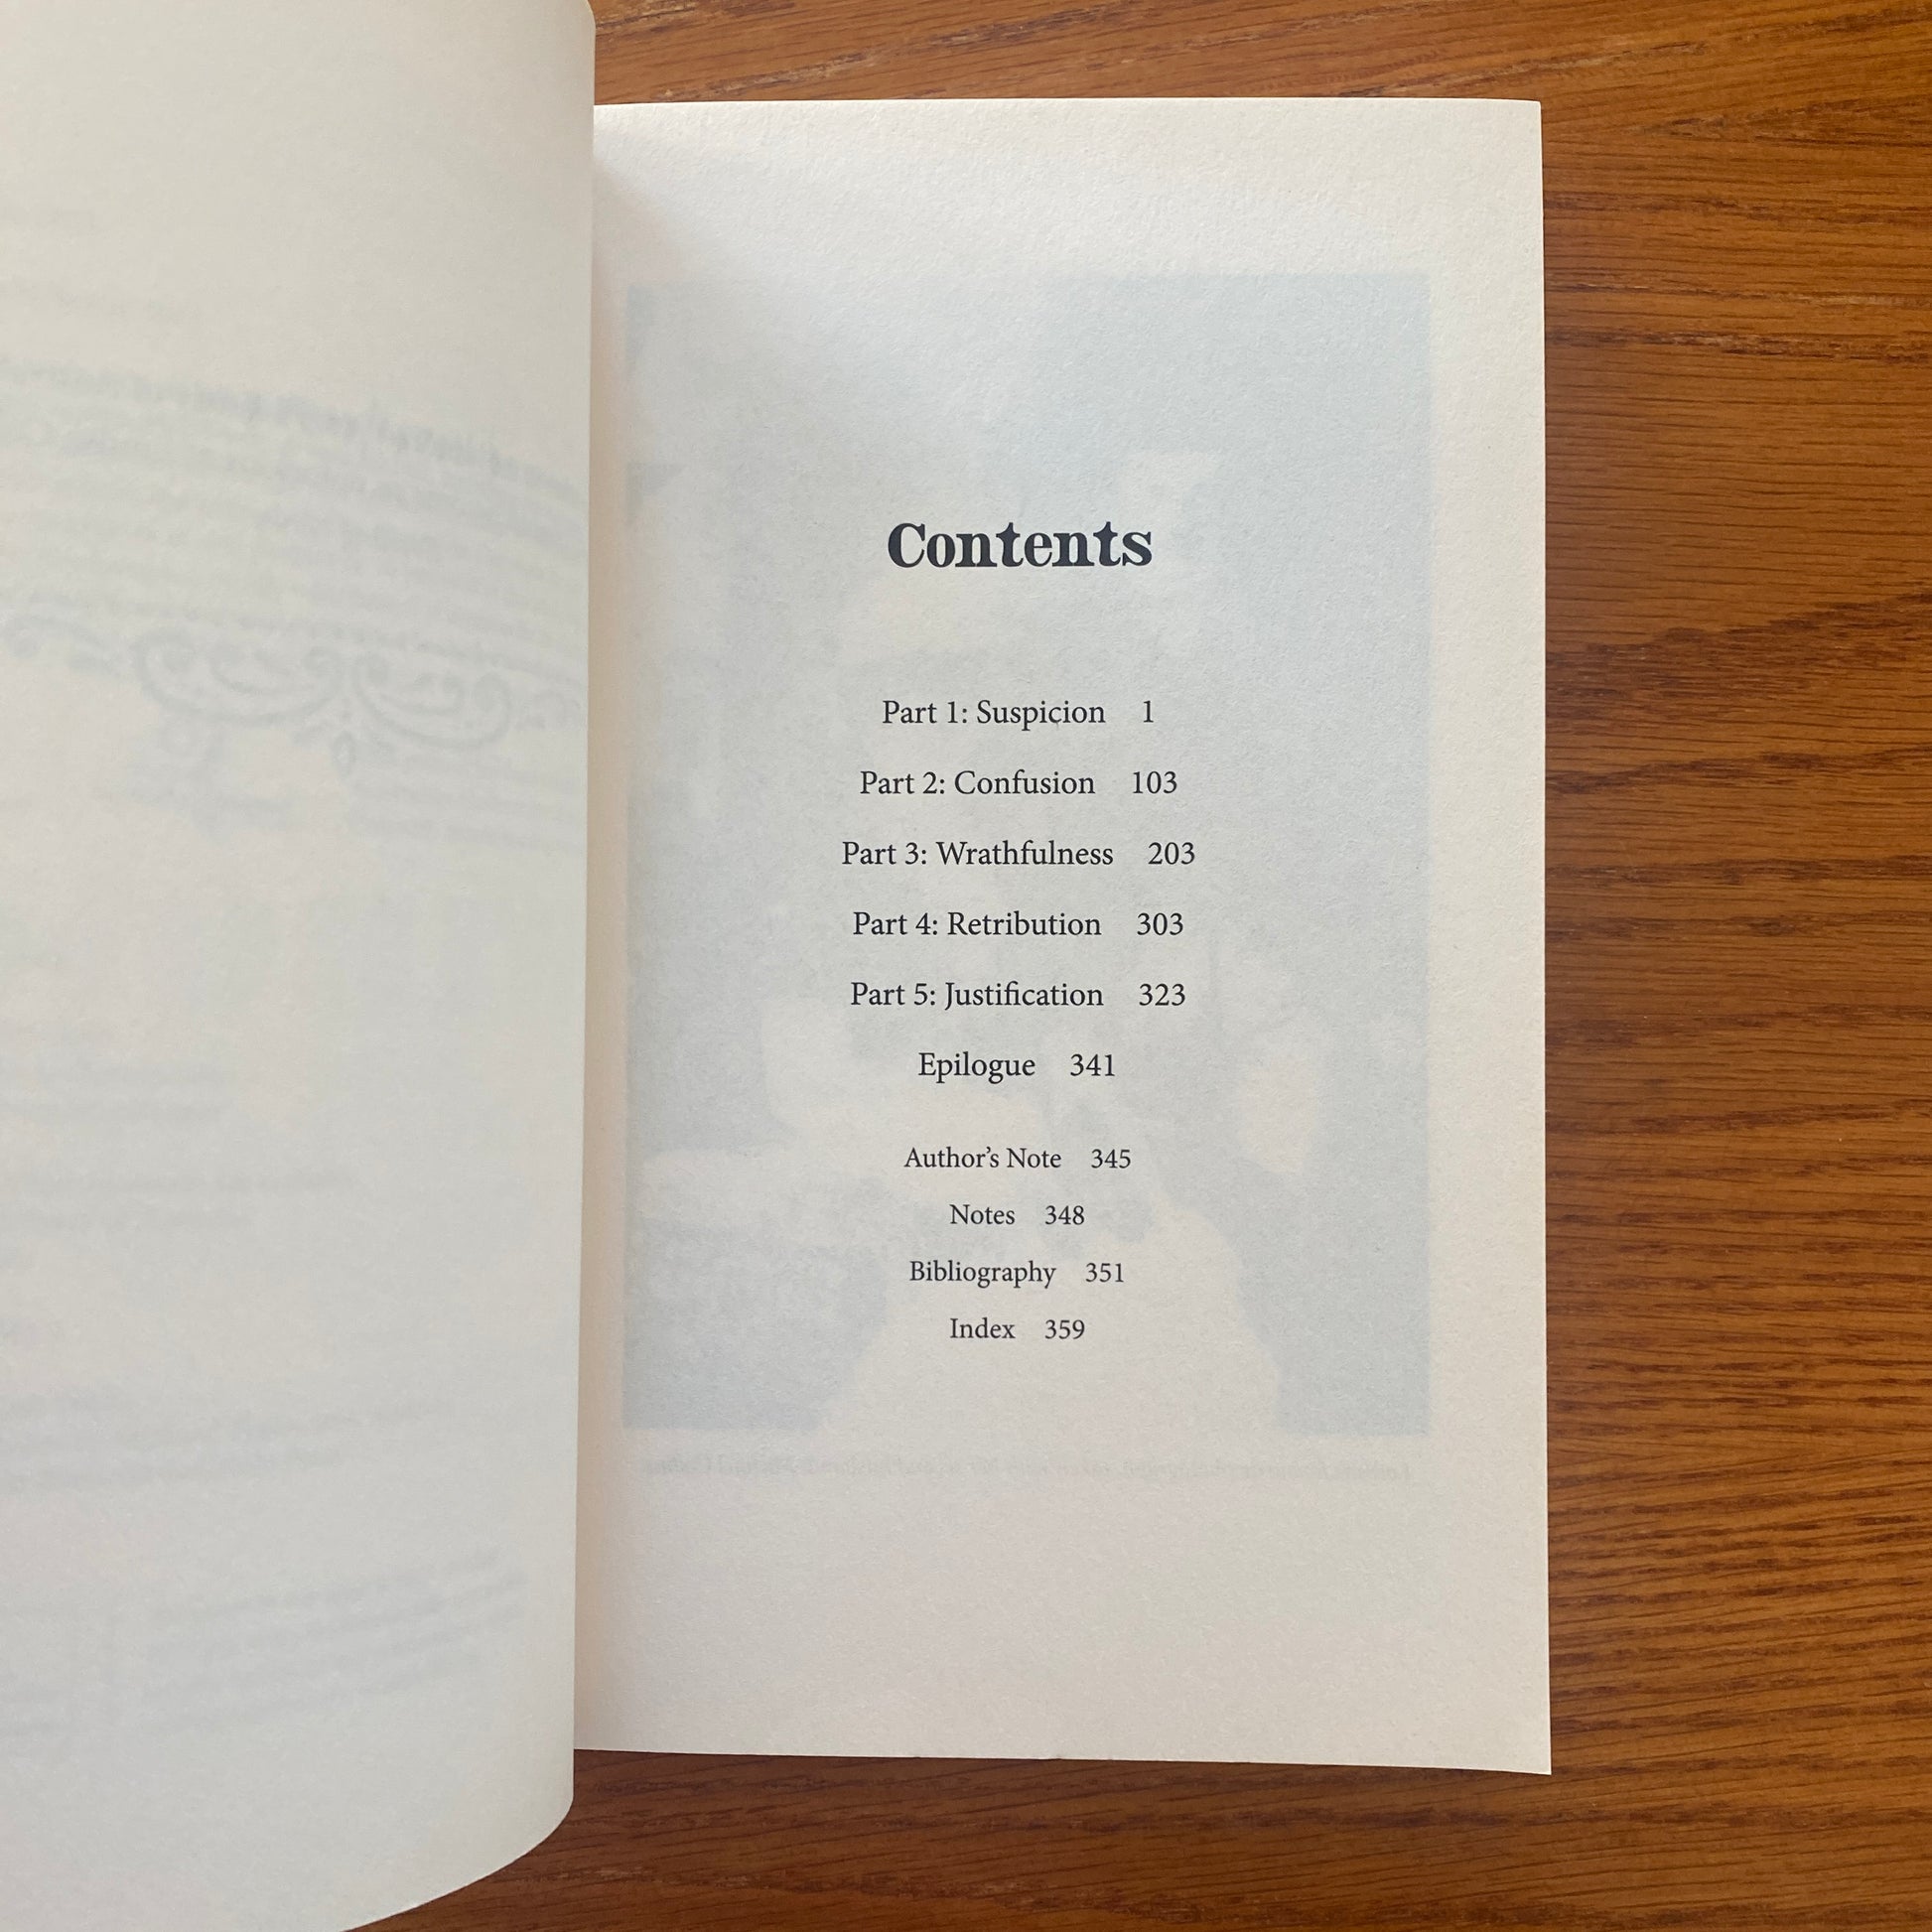 Contents
Part 1: Suspicion 1
Part 2: Confusion 103
Part 3: Wrathfulness 203
Part 4: Retribution 303
Part 5: Justification 323
Epilogue 341
Author’s Note 345
Notes 348
Bibliography 351
Index 359